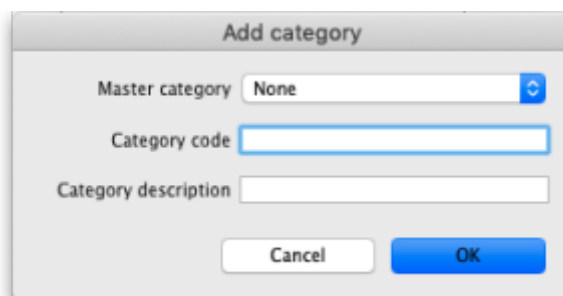 Add category
Master category None
Category code
Category description
Cancel OK